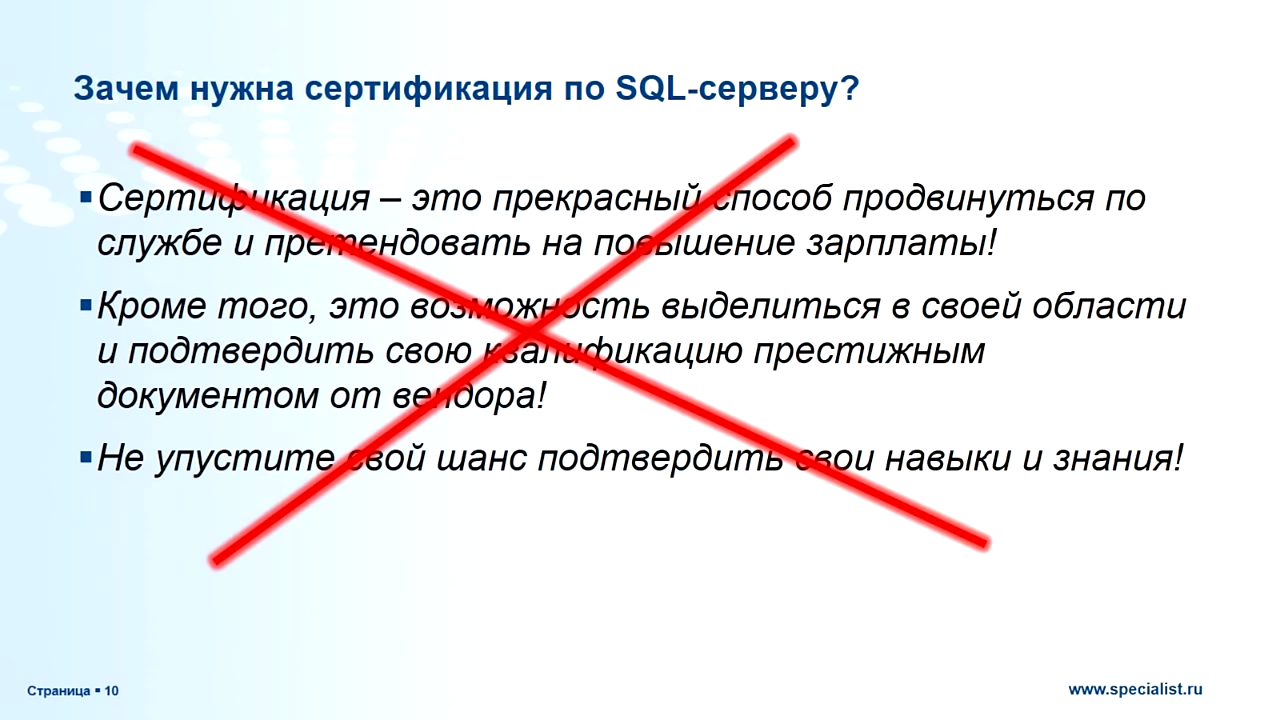 Зачем нужна сертификация по SQL-серверу?
▪Сертификация – это прекрасный способ продвинуться по
службе и претендовать на повышение зарплаты!
▪Кроме того, это возможность выделиться в своей области
и подтвердить свою квалификацию престижным
документом от вендора!
▪Не упустите свой шанс подтвердить свои навыки и знания!
Страница ▪ 10
www.specialist.ru